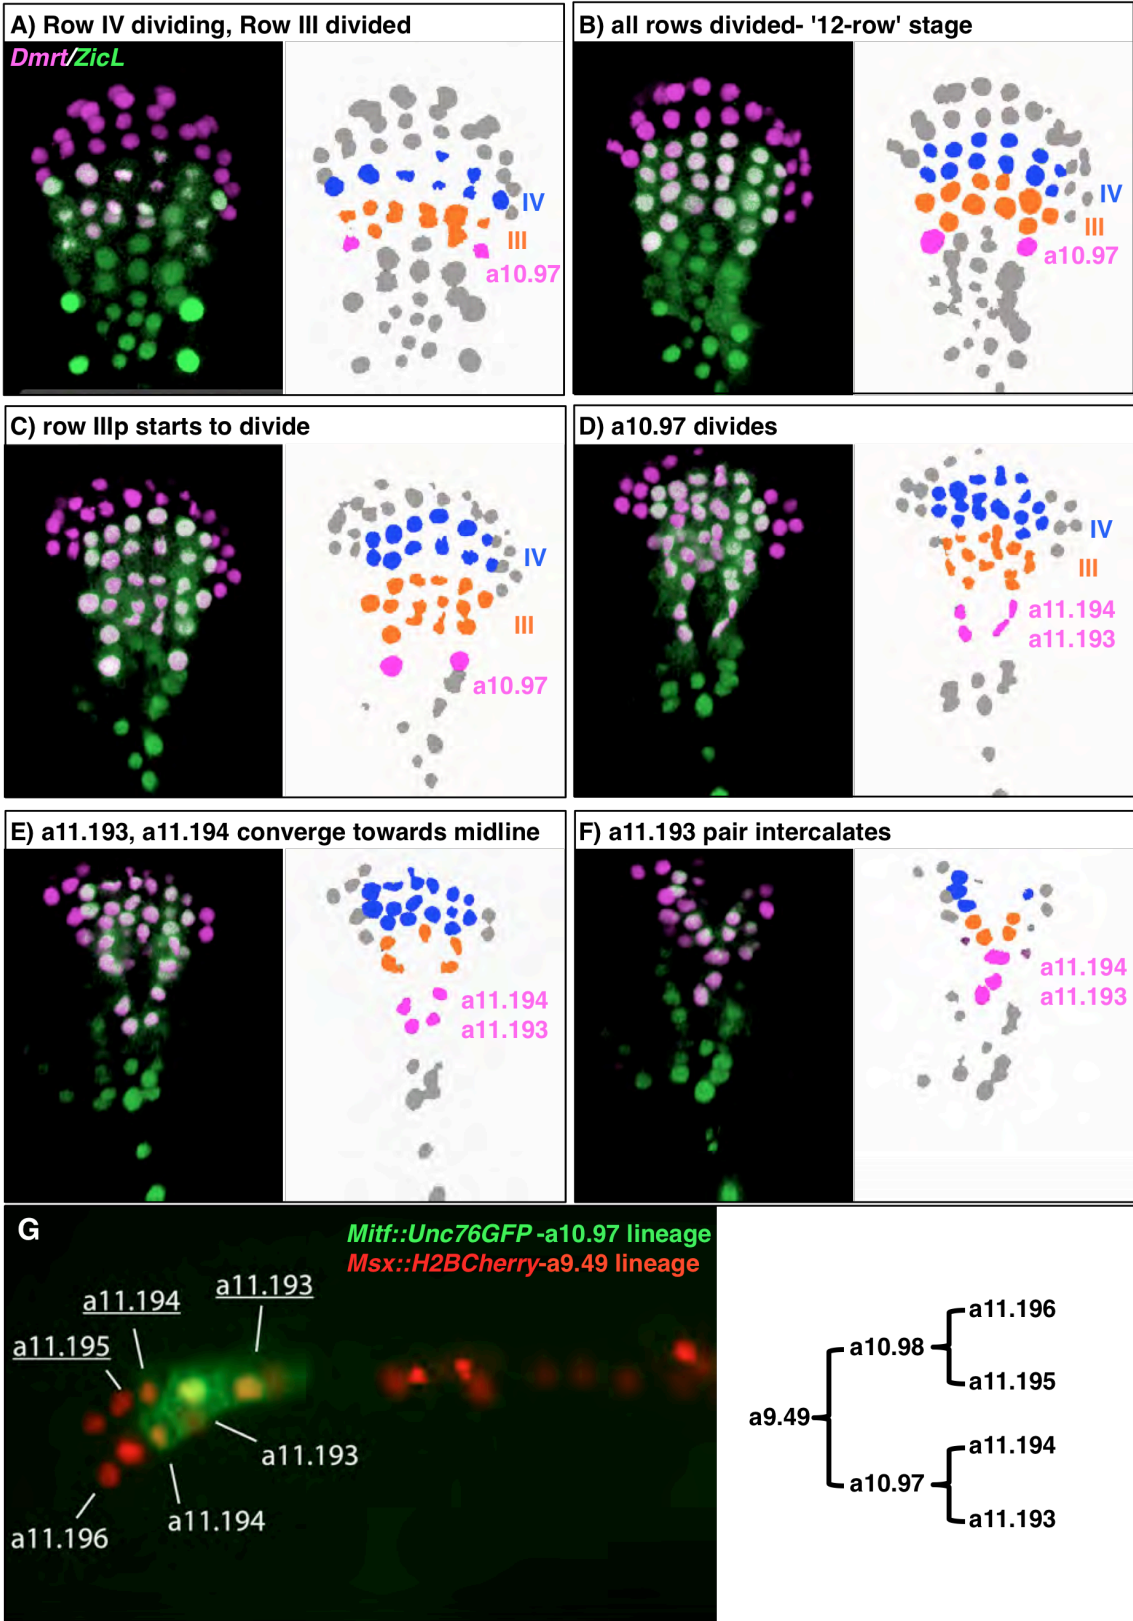 A) Row IV dividing, Row III divided
Dmrt/ZicL
IV
III
a10.97
B) all rows divided- '12-row' stage
IV
III
a10.97
C) row IIIp starts to divide
IV
III
a10.97
D) a10.97 divides
IV
III
a11.194
a11.193
E) a11.193, a11.194 converge towards midline
a11.194
a11.193
F) a11.193 pair intercalates
a11.194
a11.193
G
Mitf::Unc76GFP -a10.97 lineage
Msx::H2BCherry-a9.49 lineage
a11.193
a11.194
a11.195
a11.193
a11.194
a11.196
a11.196
a10.98
a11.195
a9.49
a11.194
a10.97
a11.193